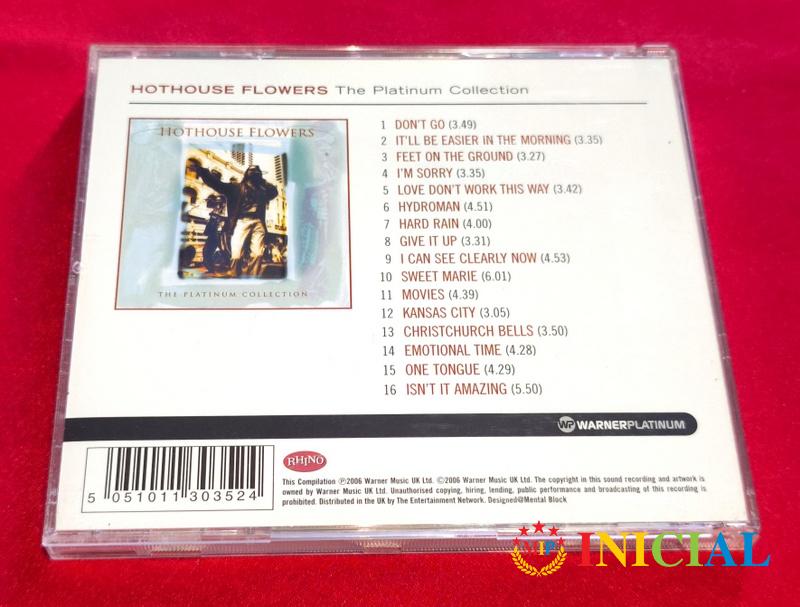 HOTHOUSE FLOWERS The Platinum Collection
HOTHOUSE FLOWERS
THE PLATINUM COLLECTION
1 DON'T GO (3.49)
2 IT'LL BE EASIER IN THE MORNING (3.35)
3 FEET ON THE GROUND (3.27)
4 I'M SORRY (3.35)
5 LOVE DON'T WORK THIS WAY (3.42)
6 HYDROMAN (4.51)
7 HARD RAIN (4.00)
8 GIVE IT UP (3.31)
9 I CAN SEE CLEARLY NOW (4.53)
10 SWEET MARIE (6.01)
11 MOVIES (4.39)
12 KANSAS CITY (3.05)
13 CHRISTCHURCH BELLS (3.50)
14 EMOTIONAL TIME (4.28)
15 ONE TONGUE (4.29)
16 ISN'T IT AMAZING (5.50)
WP WARNERPLATINUM
5 051011 303524
RHINO
This Compilation ℗2006 Warner Music UK Ltd. ©2006 Warner Music UK Ltd. The copyright in this sound recording and artwork is
owned by Warner Music UK Ltd. Unauthorised copying, hiring, lending, public performance and broadcasting of this recording is
prohibited. Distributed in the UK by The Entertainment Network. Designed@Mental Block
VIP INICIAL